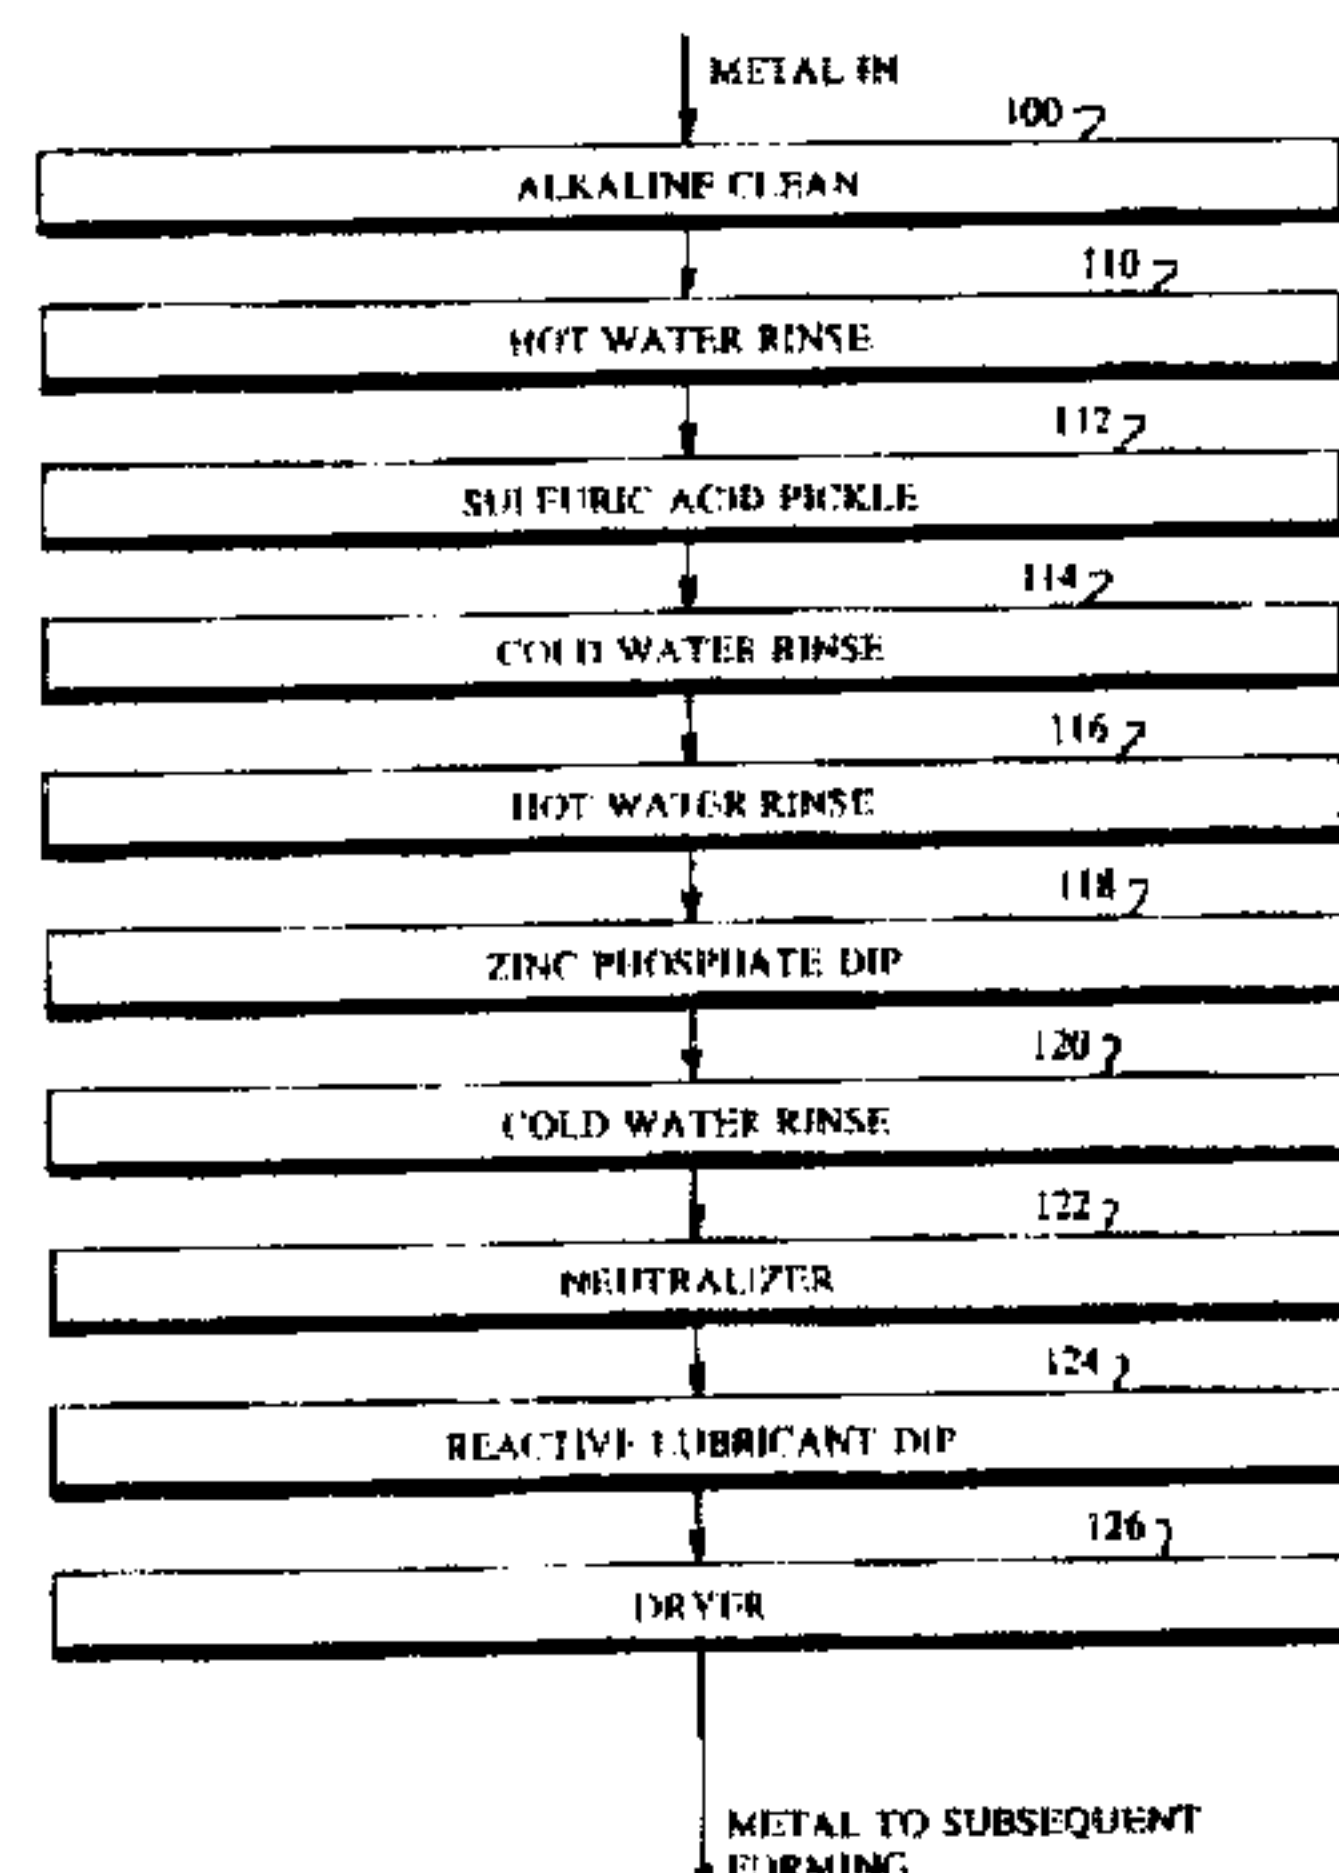 METAL IN
100
ALKALINE CLEAN
110
HOT WATER RINSE
112
SULFURIC ACID PICKLE
114
COLD WATER RINSE
116
HOT WATER RINSE
118
ZINC PHOSPHATE DIP
120
COLD WATER RINSE
122
NEUTRALIZER
124
REACTIVE LUBRICANT DIP
126
DRYER
METAL TO SUBSEQUENT
FORMING